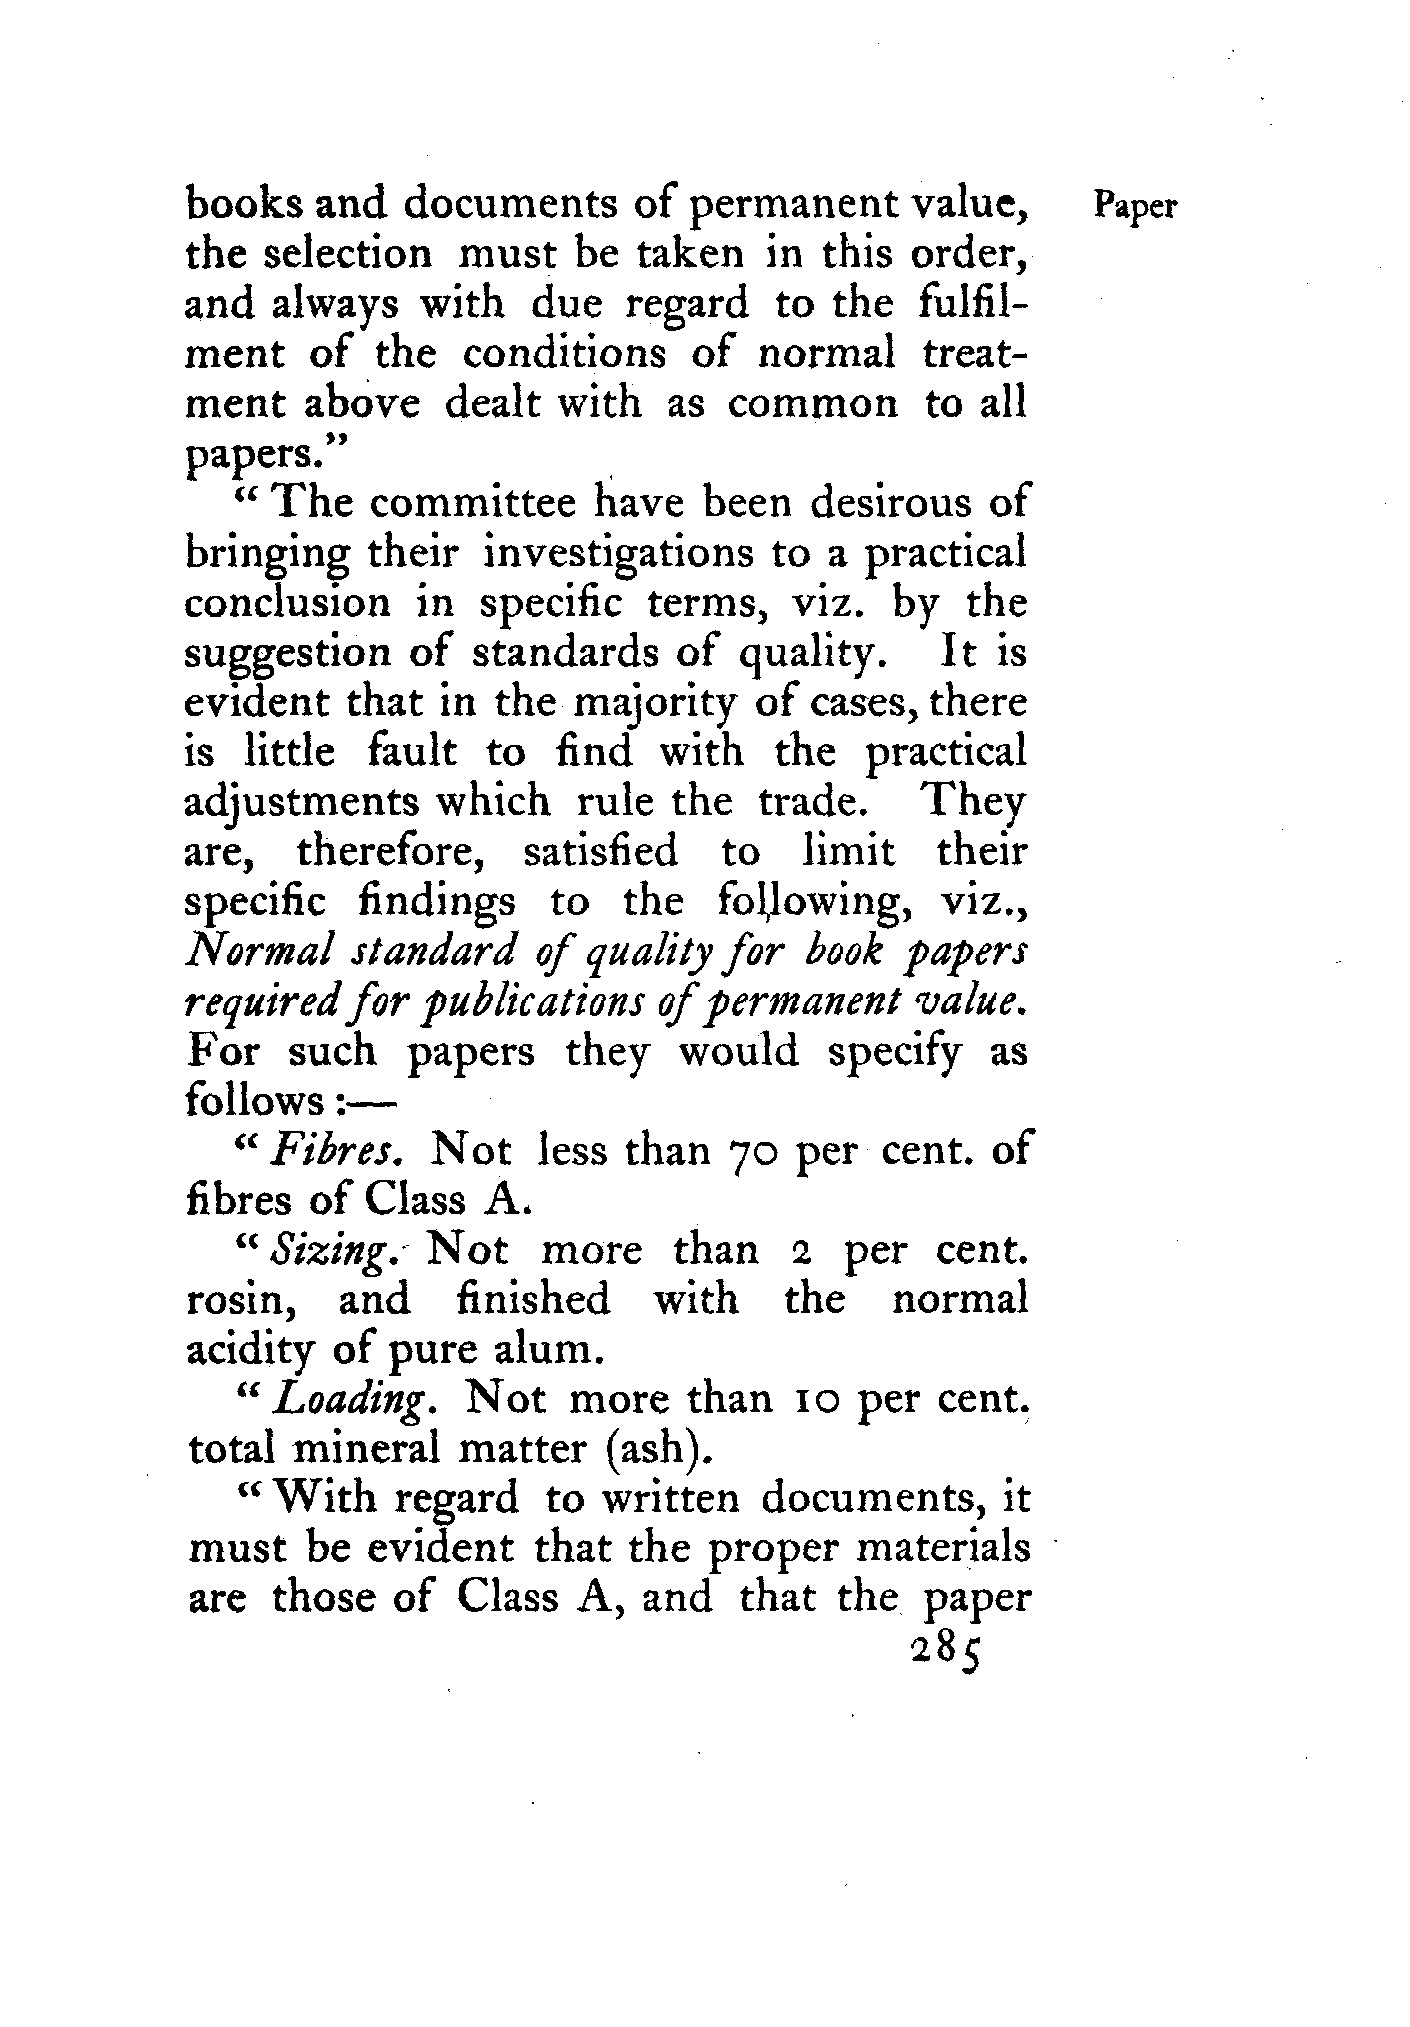 books and documents of permanent value,
Paper
the selection must be taken in this order,
and always with due regard to the fulfil-
ment of the conditions of normal treat-
ment above dealt with as common to all
papers."
"The committee have been desirous of
bringing their investigations to a practical
conclusion in specific terms, viz. by the
suggestion of standards of quality. It is
evident that in the majority of cases, there
is little fault to find with the practical
adjustments which rule the trade. They
are, therefore, satisfied to limit their
specific findings to the following, viz.,
Normal standard of quality for book papers
required for publications of permanent value.
For such papers they would specify as
follows :—
"Fibres. Not less than 70 per cent. of
fibres of Class A.
"Sizing. Not more than 2 per cent.
rosin, and finished with the normal
acidity of pure alum.
"Loading. Not more than 10 per cent.
total mineral matter (ash).
"With regard to written documents, it
must be evident that the proper materials
are those of Class A, and that the paper
285